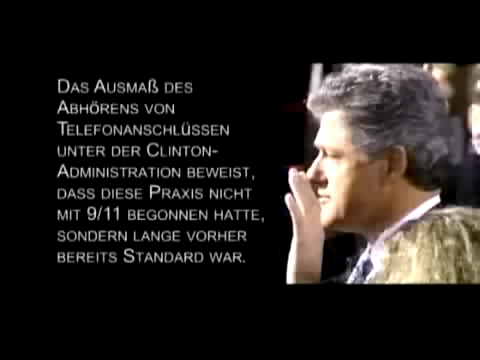 Das Ausmaß des
Abhörens von
Telefonanschlüssen
unter der Clinton-
Administration beweist,
dass diese Praxis nicht
mit 9/11 begonnen hatte,
sondern lange vorher
bereits Standard war.